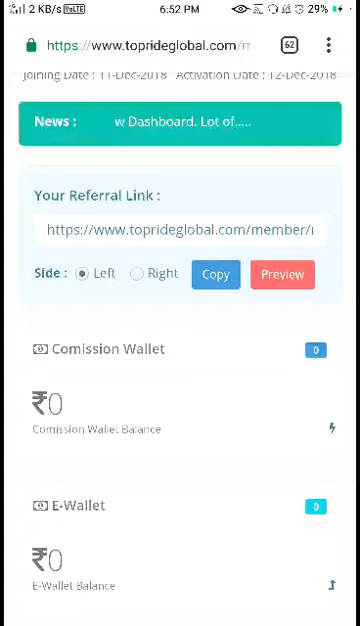 2 KB/s VoLTE 6:52 PM 29%
https://www.toprideglobal.com/m 62
Joining Date : 11-Dec-2018 Activation Date : 12-Dec-2018
News : w Dashboard. Lot of.....
Your Referral Link :
https://www.toprideglobal.com/member/r
Side : Left Right Copy Preview
Comission Wallet 0
₹0
Comission Wallet Balance
E-Wallet 0
₹0
E-Wallet Balance